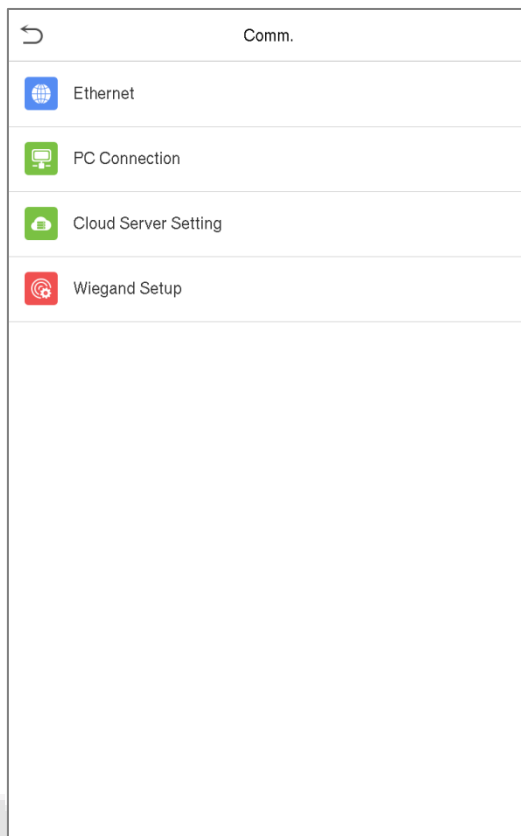 Comm.
Ethernet
PC Connection
Cloud Server Setting
Wiegand Setup